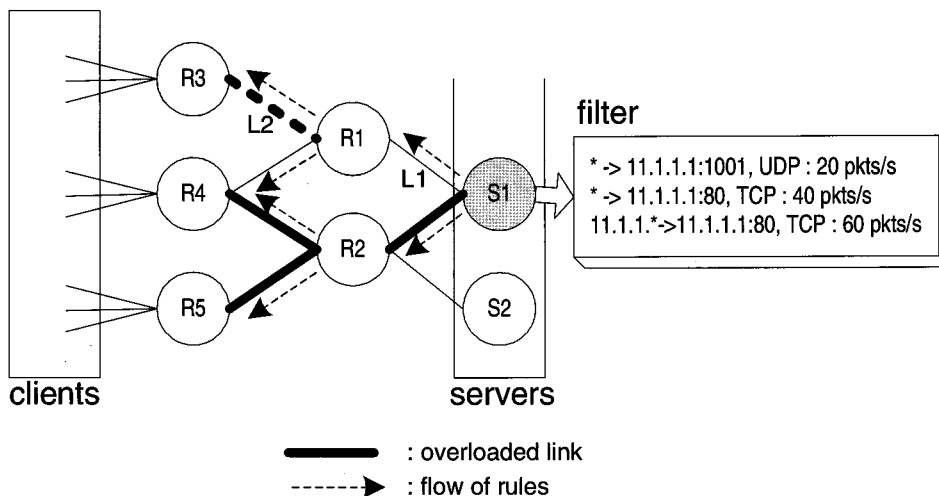 R3
L2
R1
filter
* -> 11.1.1.1:1001, UDP : 20 pkts/s
* -> 11.1.1.1:80, TCP : 40 pkts/s
11.1.1.*->11.1.1.1:80, TCP : 60 pkts/s
R4
L1
S1
R2
R5
S2
clients
servers
: overloaded link
: flow of rules